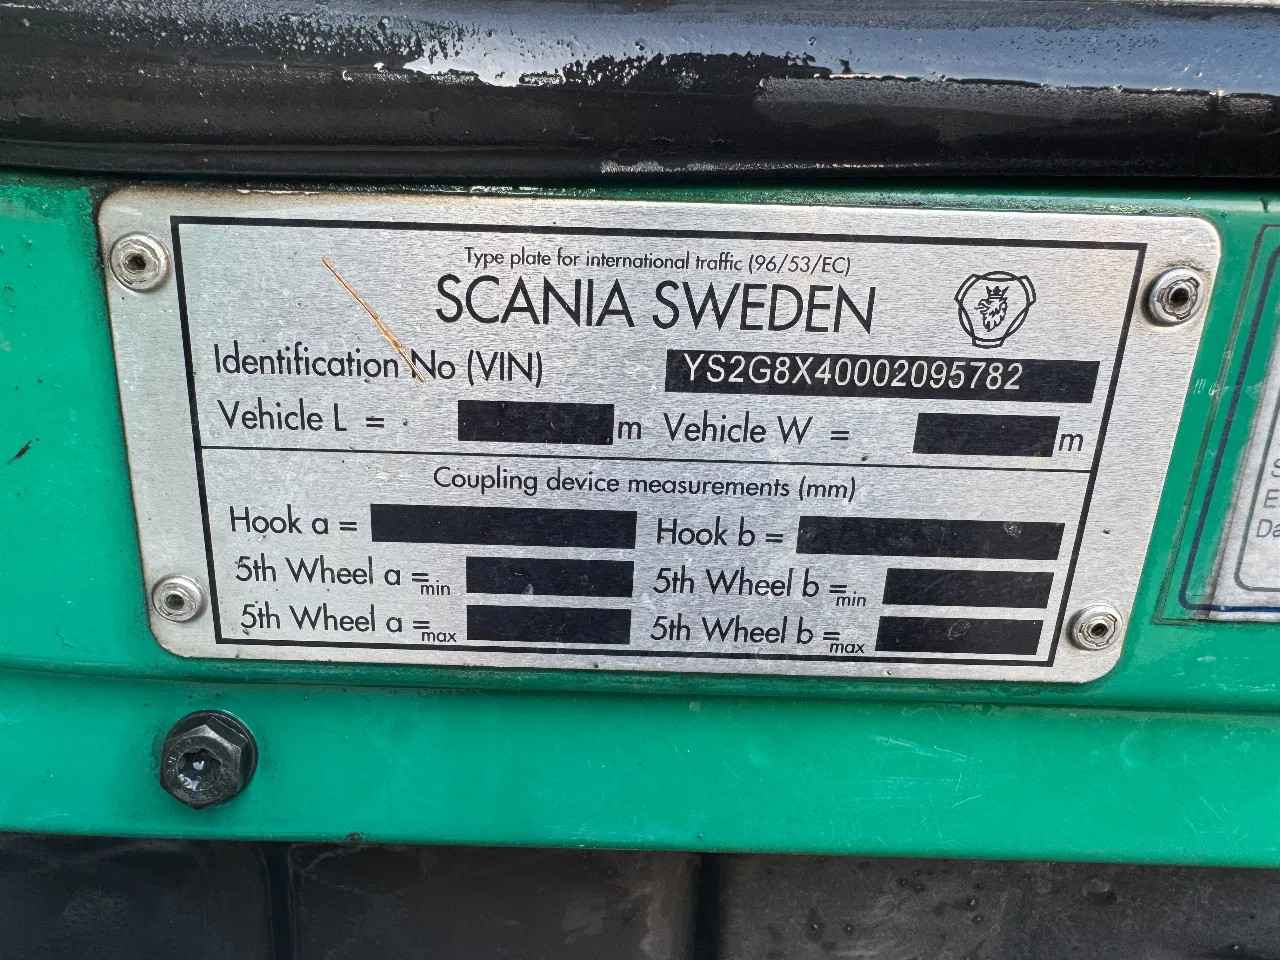 Type plate for international traffic (96/53/EC)
SCANIA SWEDEN
Identification No (VIN) YS2G8X40002095782
Vehicle L = m Vehicle W = m
Coupling device measurements (mm)
Hook a = Hook b =
5th Wheel a =min 5th Wheel b =min
5th Wheel a =max 5th Wheel b =max